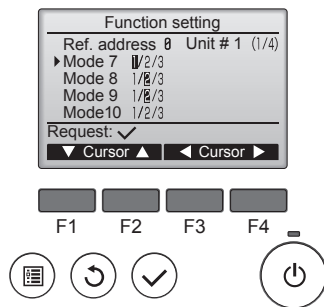 Function setting
Ref. address 0 Unit # 1 (1/4)
Mode 7 1/2/3
Mode 8 1/2/3
Mode 9 1/2/3
Mode10 1/2/3
Request: ✓
▼ Cursor ▲ ◀ Cursor ▶
F1 F2 F3 F4